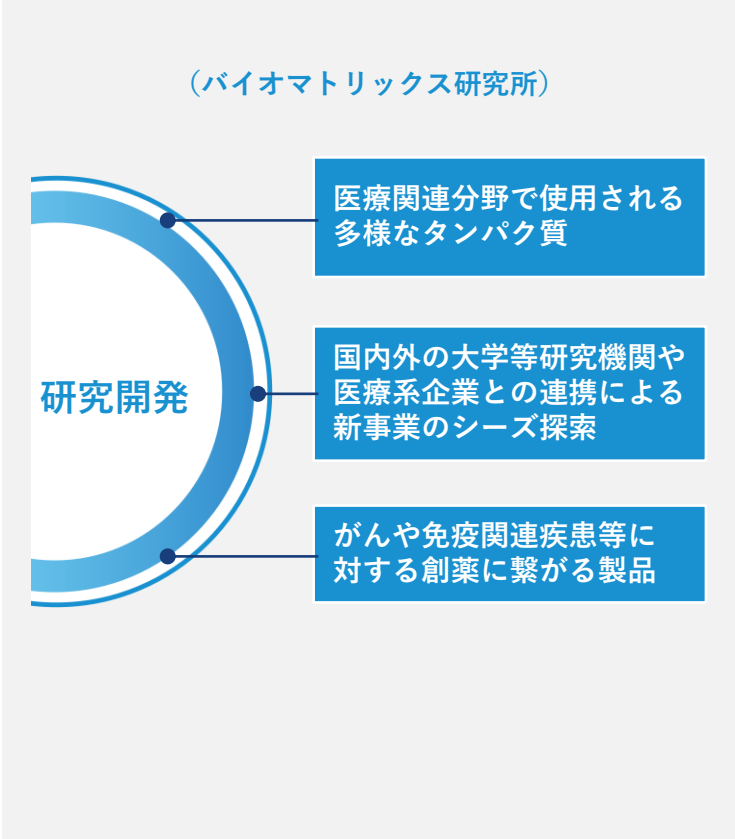 （バイオマトリックス研究所）
医療関連分野で使用される
多様なタンパク質
研究開発
国内外の大学等研究機関や
医療系企業との連携による
新事業のシーズ探索
がんや免疫関連疾患等に
対する創薬に繋がる製品